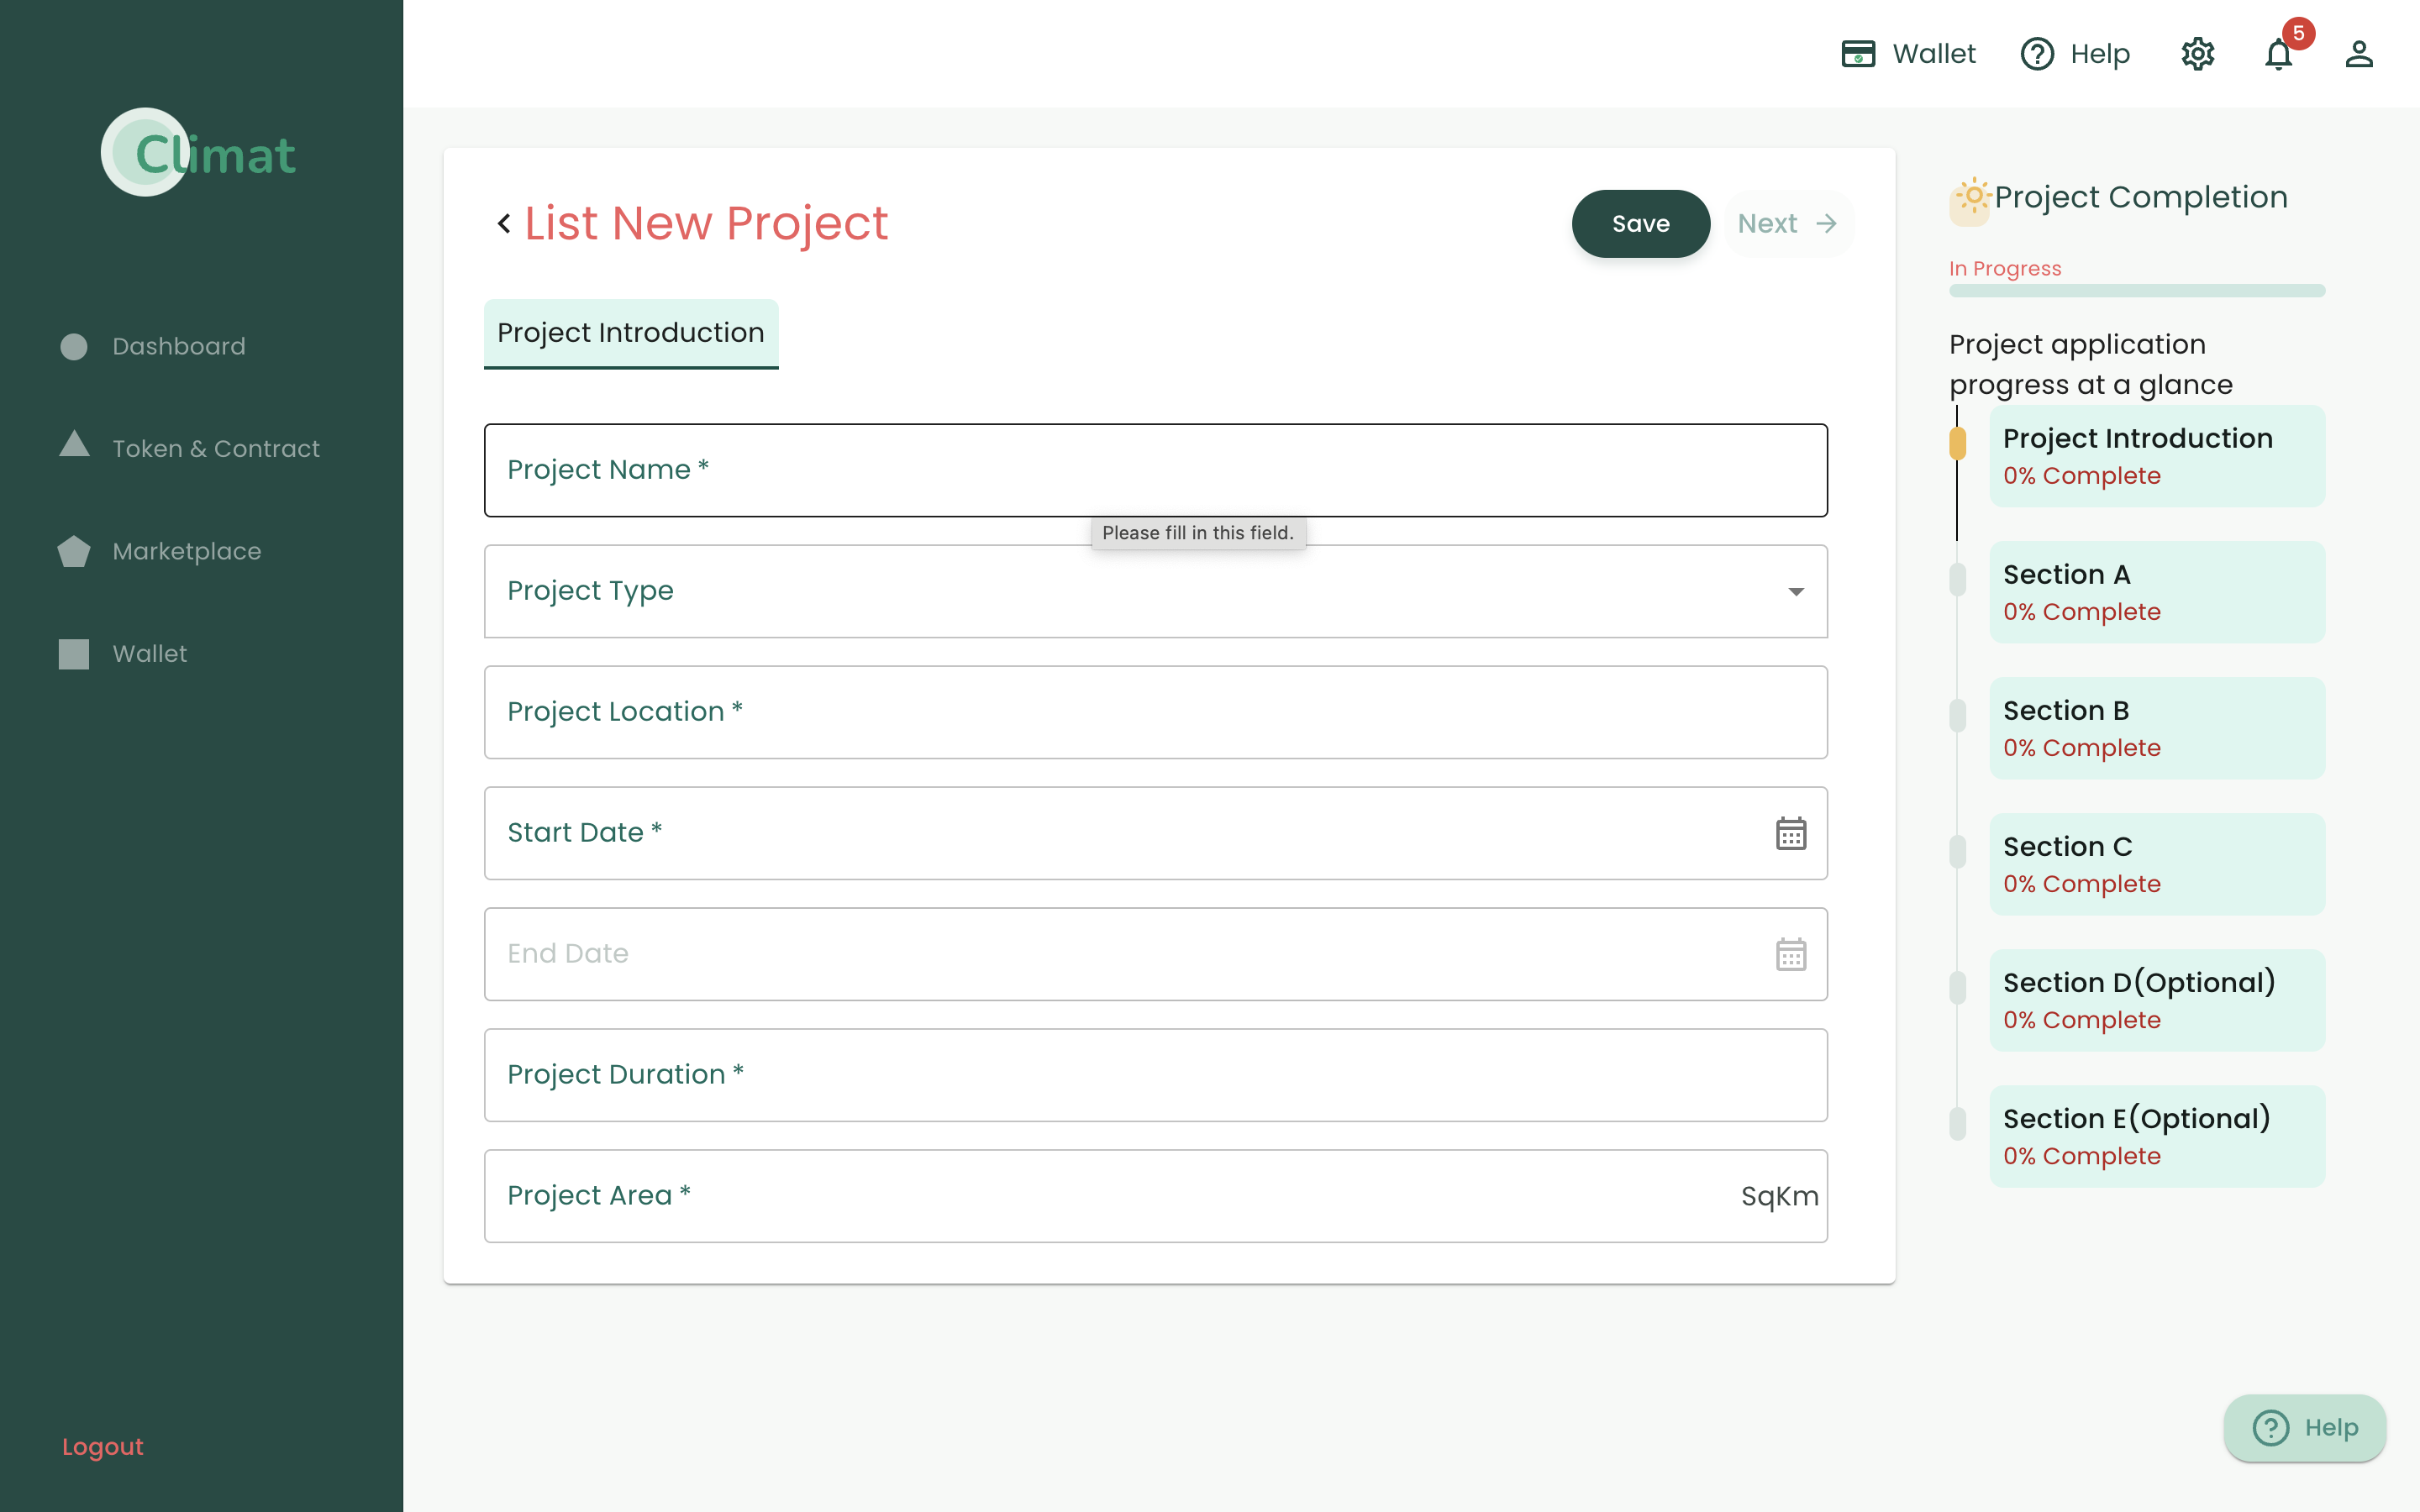 Climat
Dashboard
Token & Contract
Marketplace
Wallet
Logout
Wallet
Help
5
List New Project
Save
Next
Project Introduction
Project Name *
Please fill in this field.
Project Type
Project Location *
Start Date *
End Date
Project Duration *
Project Area *
SqKm
Project Completion
In Progress
Project application
progress at a glance
Project Introduction
0% Complete
Section A
0% Complete
Section B
0% Complete
Section C
0% Complete
Section D(Optional)
0% Complete
Section E(Optional)
0% Complete
Help